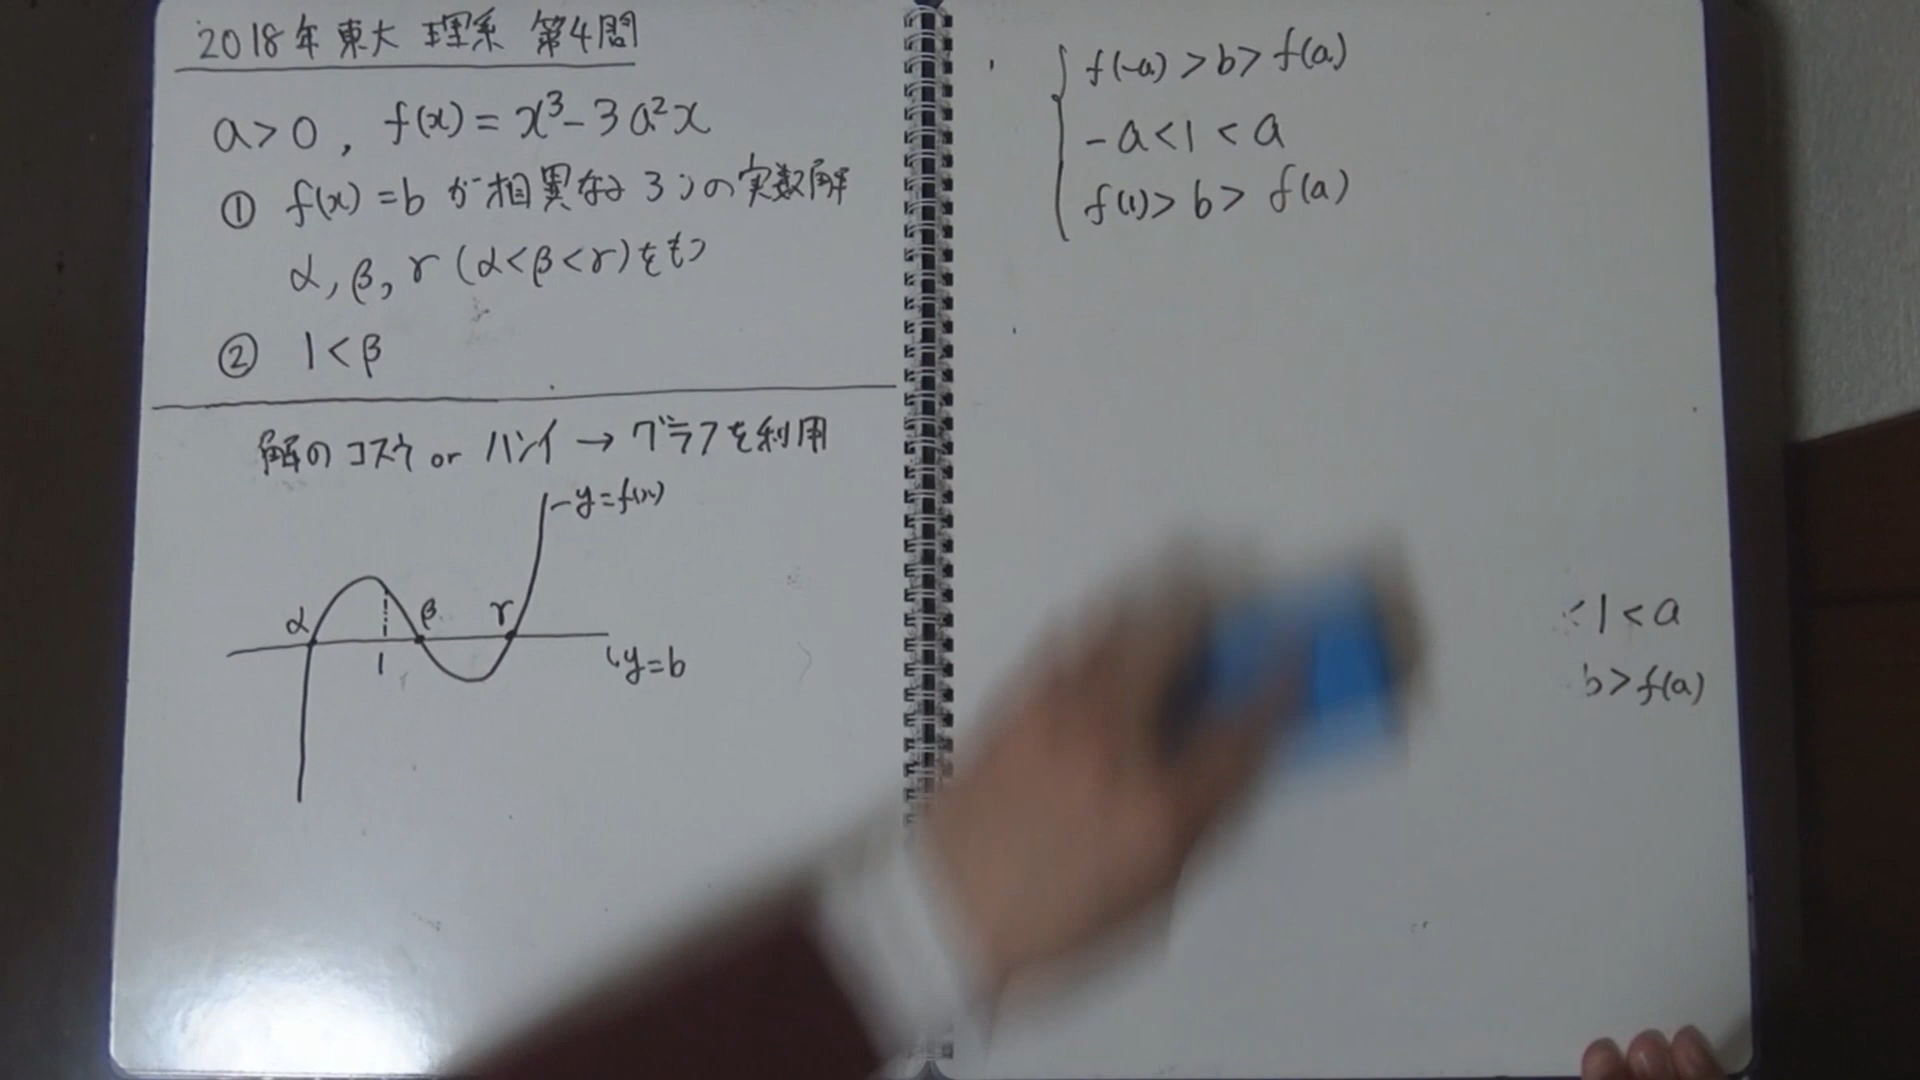 2018年 東大 理系 第4問
a>0, f(x)=x³-3a²x
① f(x)=b が相異なる3つの実数解
α, β, γ (α<β<γ)をもつ
② 1<β
解のコスウ or ハンイ → グラフを利用
y=f(x)
α
β
γ
1
y=b
f(-a)>b>f(a)
-a<1<a
f(1)>b>f(a)
<1<a
b>f(a)